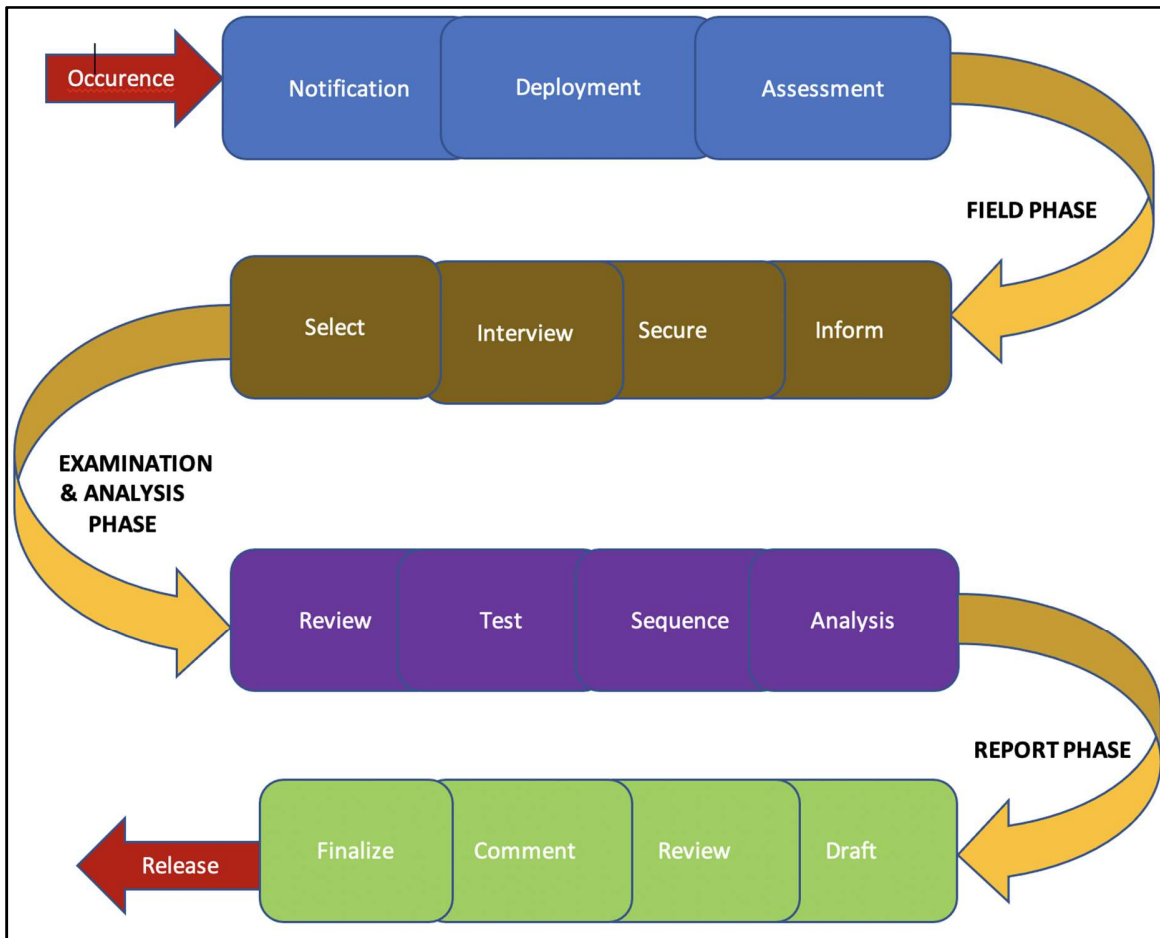 Occurence
Notification
Deployment
Assessment
FIELD PHASE
Select
Interview
Secure
Inform
EXAMINATION
& ANALYSIS
PHASE
Review
Test
Sequence
Analysis
REPORT PHASE
Release
Finalize
Comment
Review
Draft